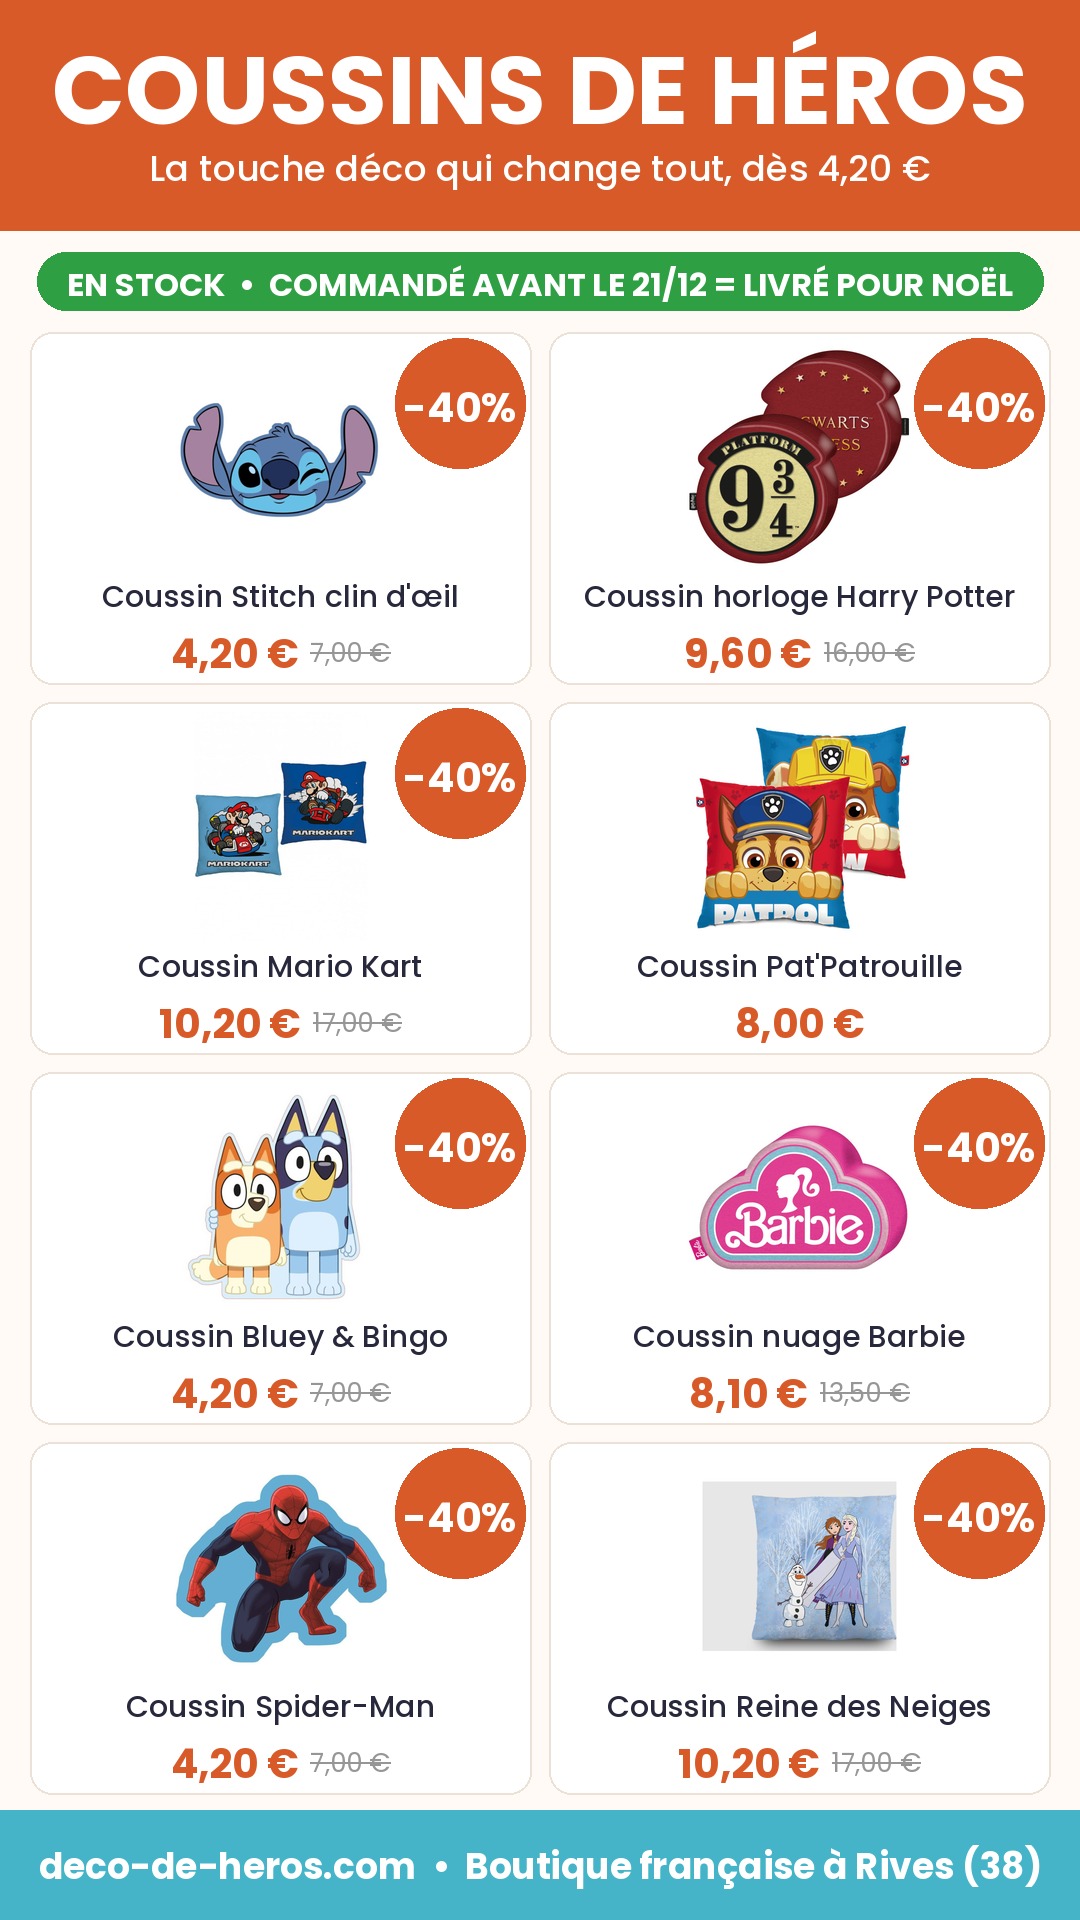 COUSSINS DE HÉROS
La touche déco qui change tout, dès 4,20 €
EN STOCK • COMMANDÉ AVANT LE 21/12 = LIVRÉ POUR NOËL
-40%
Coussin Stitch clin d'œil
4,20 € 7,00 €
-40%
WARTS
ESS
PLATFORM
9 3/4
Coussin horloge Harry Potter
9,60 € 16,00 €
-40%
MARIOKART
MARIOKART
Coussin Mario Kart
10,20 € 17,00 €
W
PATROL
Coussin Pat'Patrouille
8,00 €
-40%
Coussin Bluey & Bingo
4,20 € 7,00 €
-40%
Barbie
Barbie
Coussin nuage Barbie
8,10 € 13,50 €
-40%
Coussin Spider-Man
4,20 € 7,00 €
-40%
Coussin Reine des Neiges
10,20 € 17,00 €
deco-de-heros.com • Boutique française à Rives (38)